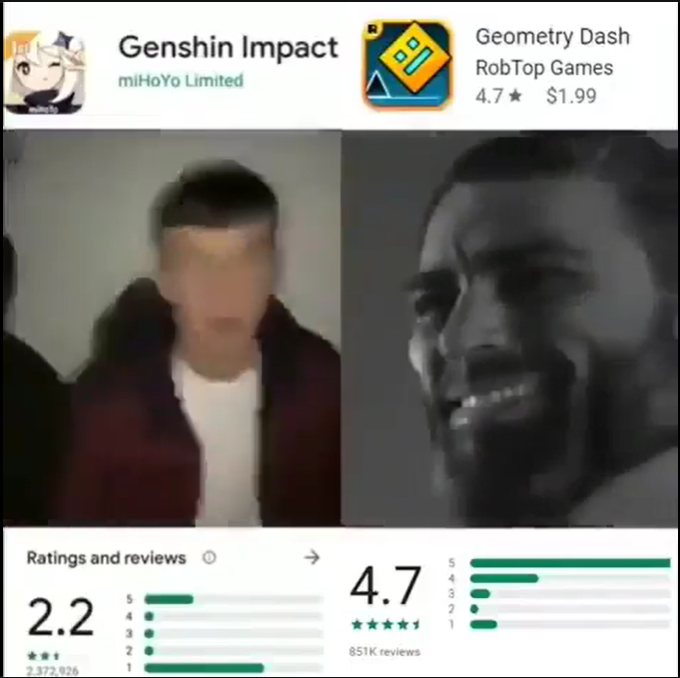 Genshin Impact
miHoYo Limited
miHoYo
R
Geometry Dash
RobTop Games
4.7 ★ $1.99
Ratings and reviews
2.2
5
4
3
2
1
2,372,926
4.7
5
4
3
2
1
851K reviews